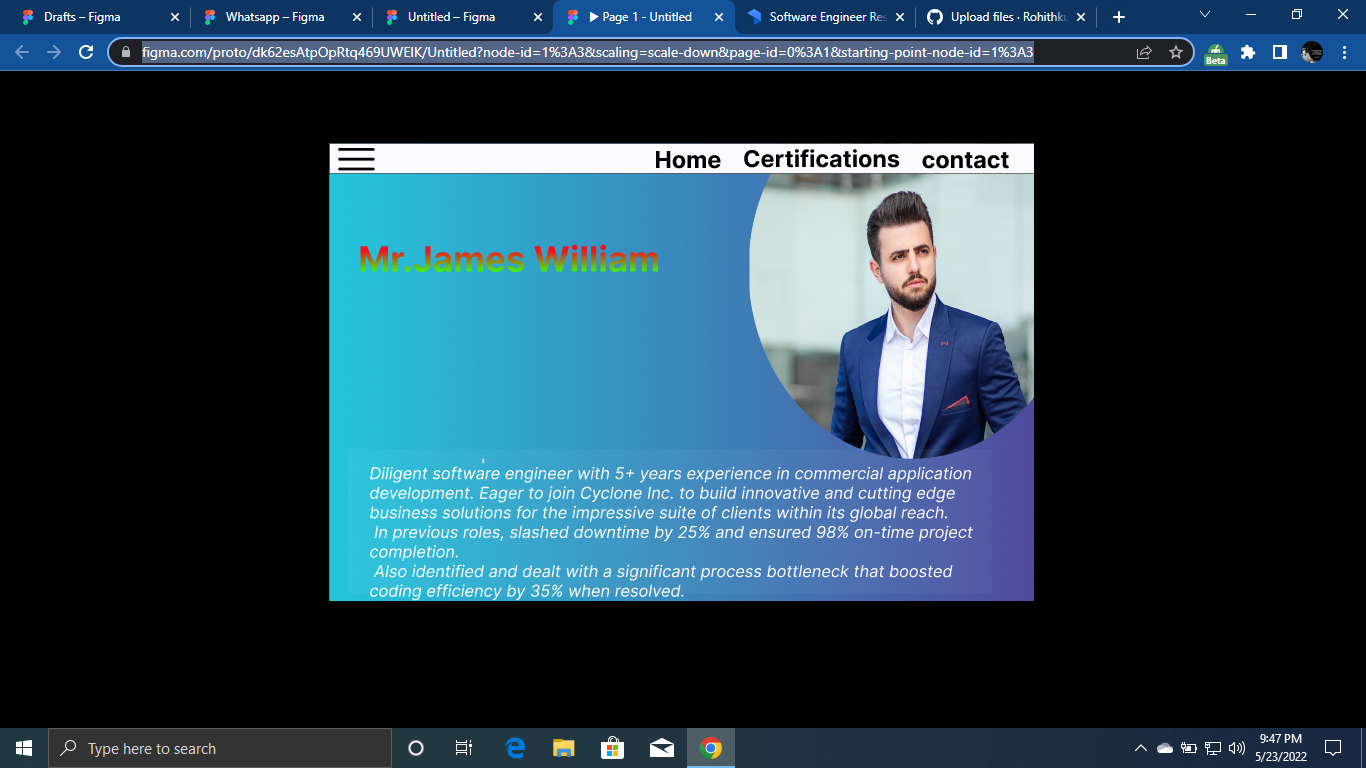 Drafts – Figma
Whatsapp – Figma
Untitled – Figma
Page 1 - Untitled
Software Engineer Res
Upload files · Rohithku
figma.com/proto/dk62esAtpOpRtq469UWEIK/Untitled?node-id=1%3A3&scaling=scale-down&page-id=0%3A1&starting-point-node-id=1%3A3
Beta
Home Certifications contact
Mr.James William
Diligent software engineer with 5+ years experience in commercial application
development. Eager to join Cyclone Inc. to build innovative and cutting edge
business solutions for the impressive suite of clients within its global reach.
In previous roles, slashed downtime by 25% and ensured 98% on-time project
completion.
Also identified and dealt with a significant process bottleneck that boosted
coding efficiency by 35% when resolved.
Type here to search
9:47 PM
5/23/2022